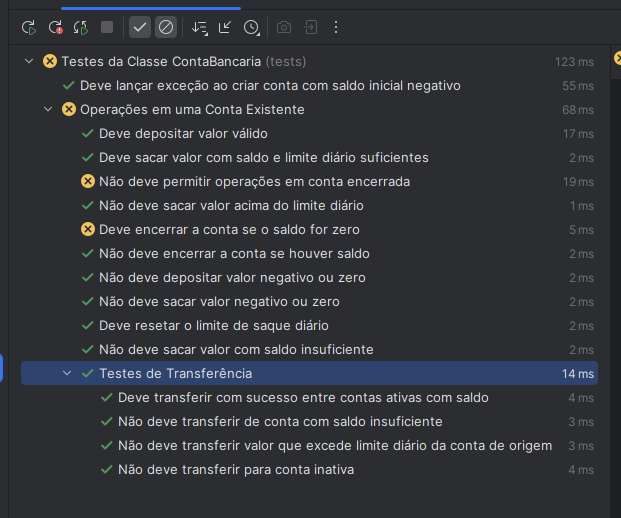 Testes da Classe ContaBancaria (tests) 123 ms
Deve lançar exceção ao criar conta com saldo inicial negativo 55 ms
Operações em uma Conta Existente 68 ms
Deve depositar valor válido 17 ms
Deve sacar valor com saldo e limite diário suficientes 2 ms
Não deve permitir operações em conta encerrada 19 ms
Não deve sacar valor acima do limite diário 1 ms
Deve encerrar a conta se o saldo for zero 5 ms
Não deve encerrar a conta se houver saldo 2 ms
Não deve depositar valor negativo ou zero 2 ms
Não deve sacar valor negativo ou zero 2 ms
Deve resetar o limite de saque diário 2 ms
Não deve sacar valor com saldo insuficiente 2 ms
Testes de Transferência 14 ms
Deve transferir com sucesso entre contas ativas com saldo 4 ms
Não deve transferir de conta com saldo insuficiente 3 ms
Não deve transferir valor que excede limite diário da conta de origem 3 ms
Não deve transferir para conta inativa 4 ms